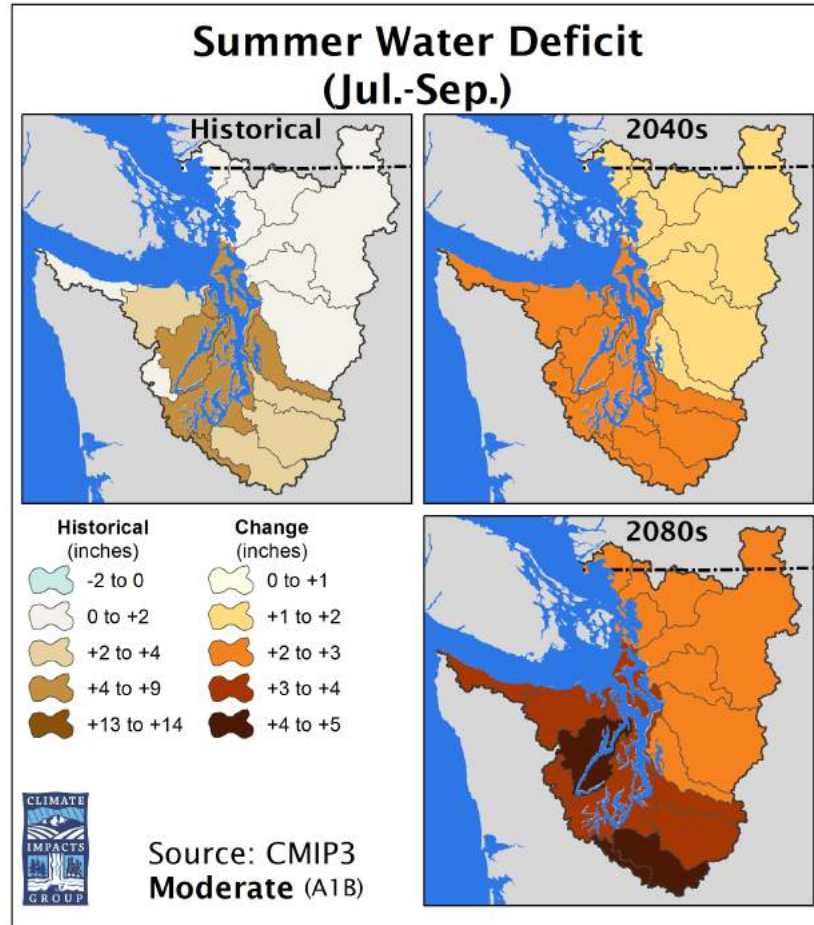 Summer Water Deficit
(Jul.-Sep.)
Historical
2040s
Historical
(inches)
-2 to 0
0 to +2
+2 to +4
+4 to +9
+13 to +14
Change
(inches)
0 to +1
+1 to +2
+2 to +3
+3 to +4
+4 to +5
2080s
CLIMATE
IMPACTS
GROUP
Source: CMIP3
Moderate (A1B)